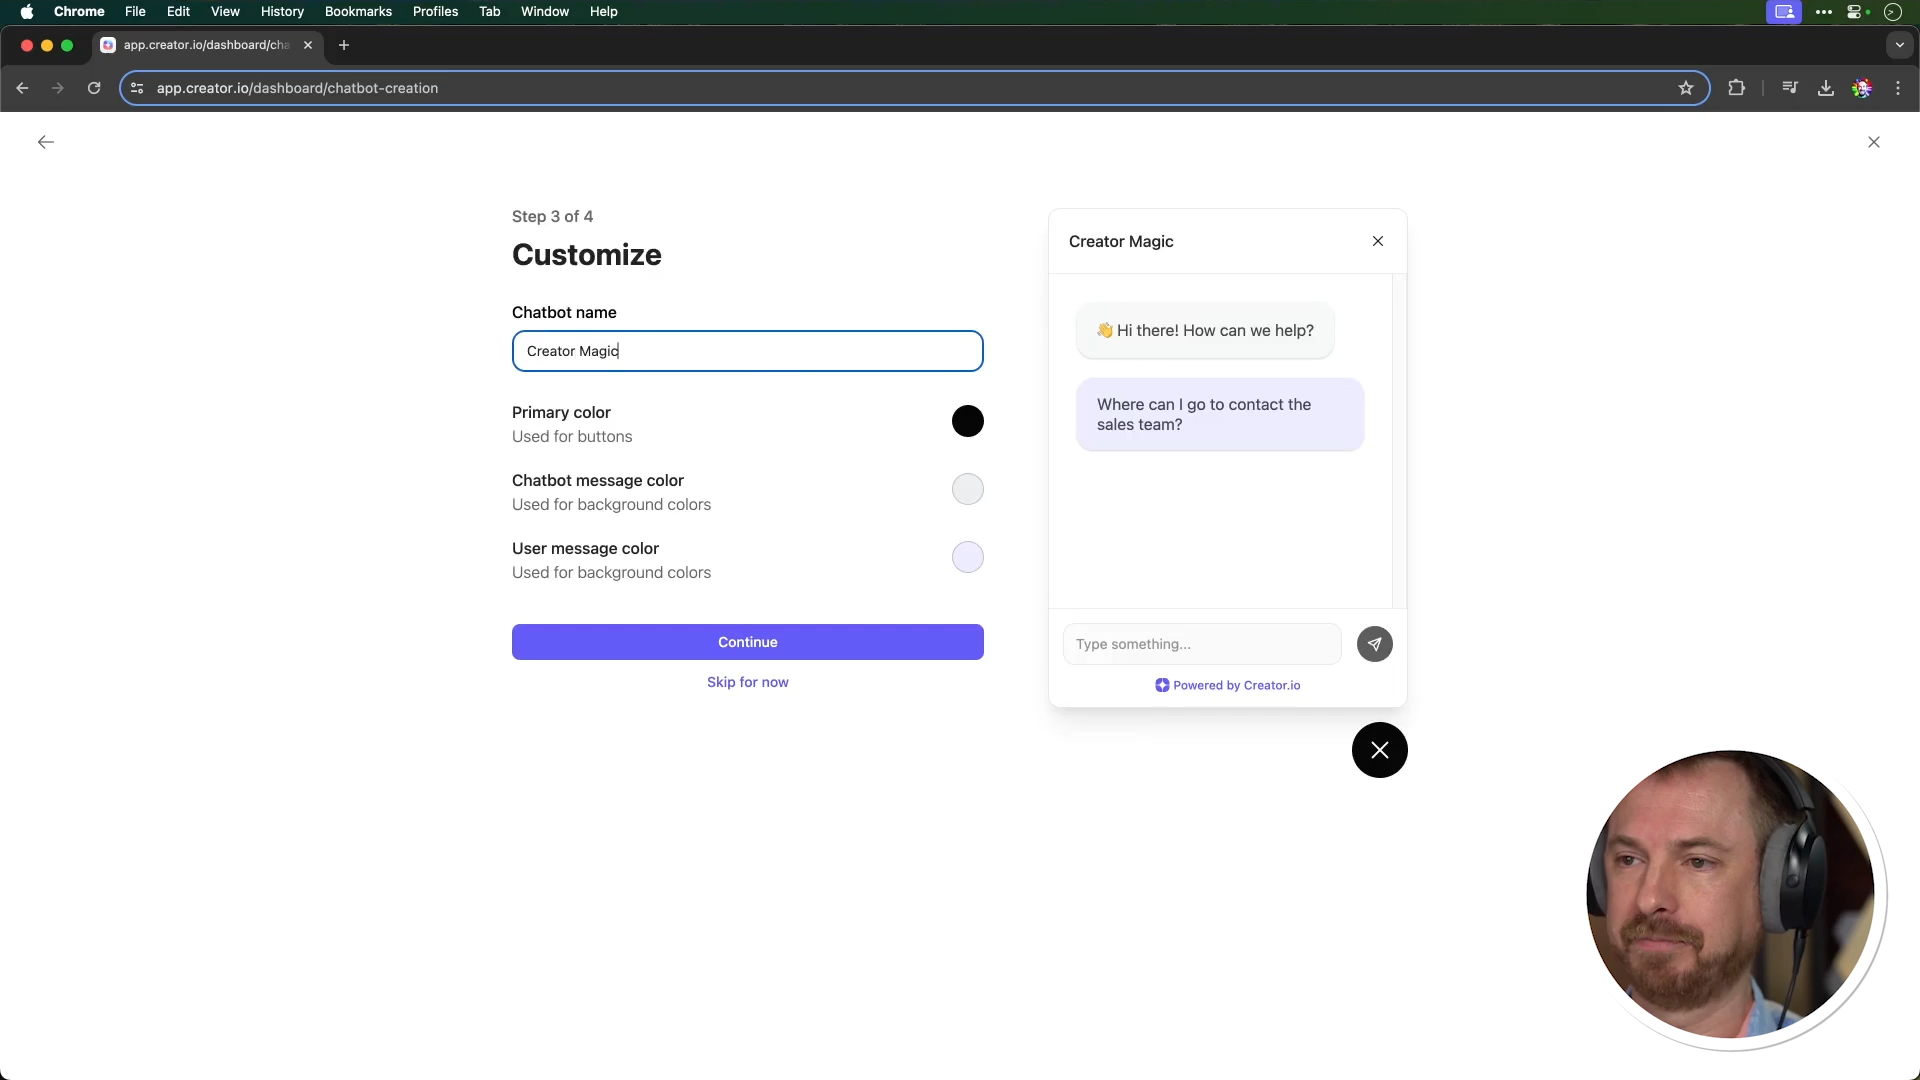 Chrome File Edit View History Bookmarks Profiles Tab Window Help
app.creator.io/dashboard/cha
app.creator.io/dashboard/chatbot-creation
Step 3 of 4
Customize
Chatbot name
Creator Magic
Primary color
Used for buttons
Chatbot message color
Used for background colors
User message color
Used for background colors
Continue
Skip for now
Creator Magic
👋 Hi there! How can we help?
Where can I go to contact the
sales team?
Type something...
Powered by Creator.io